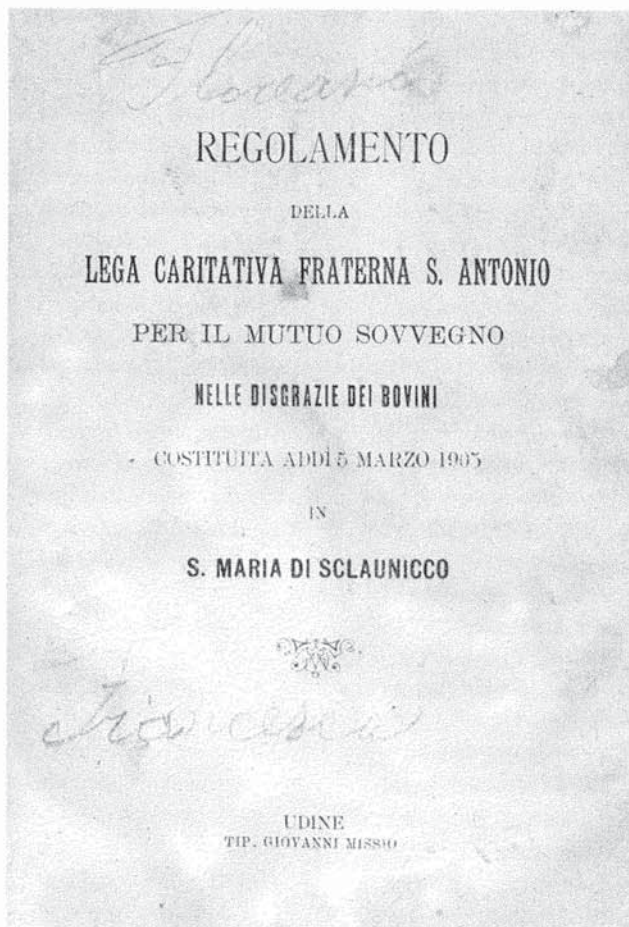 REGOLAMENTO
DELLA
LEGA CARITATIVA FRATERNA S. ANTONIO
PER IL MUTUO SOVVEGNO
NELLE DISGRAZIE DEI BOVINI
COSTITUITA ADDÌ 5 MARZO
IN
S. MARIA DI SCLAUNICCO
UDINE
TIP. GIOVANNI MISSIO